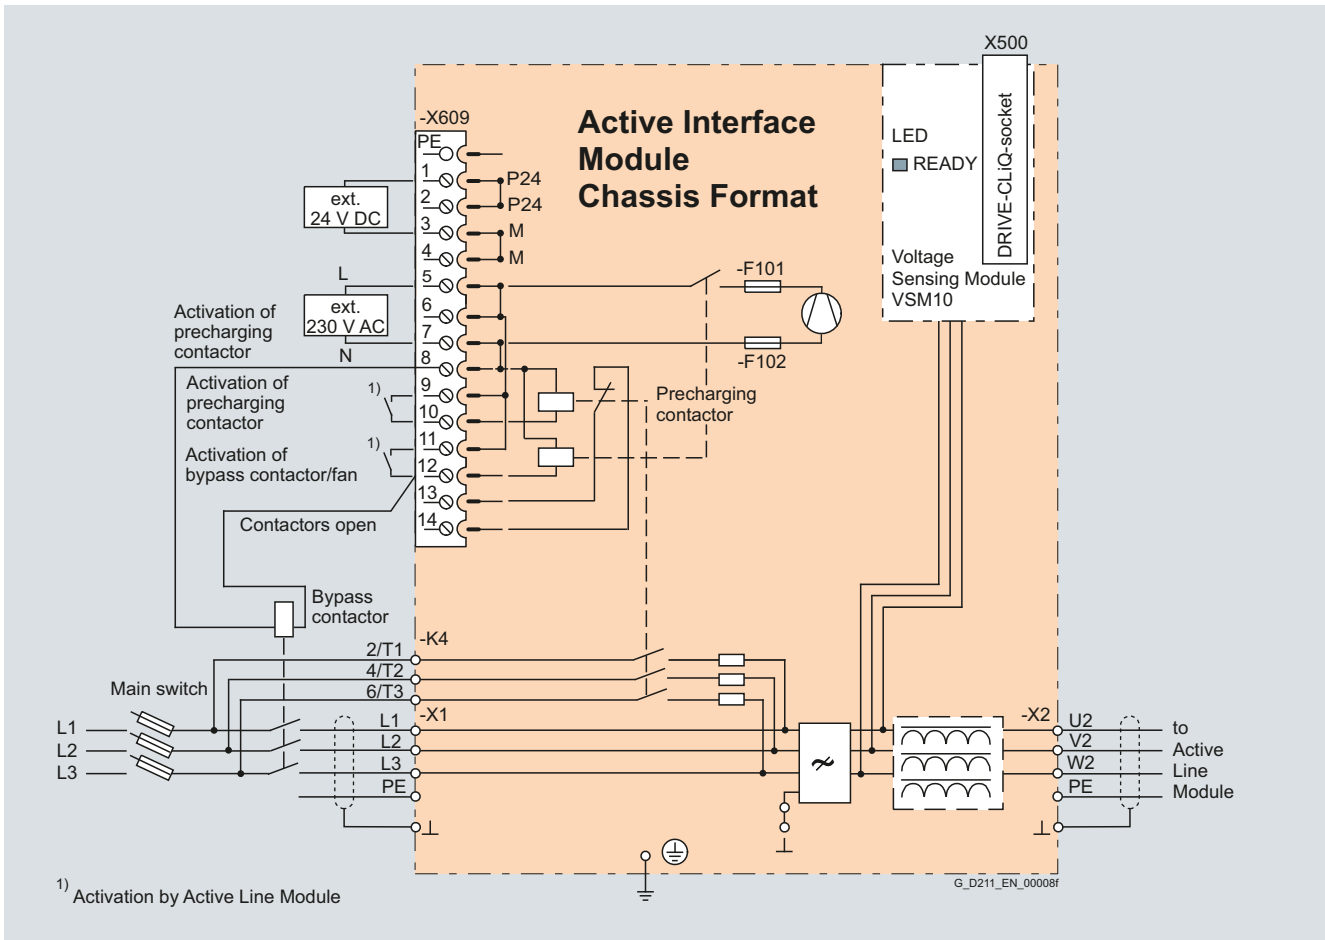 X500
-X609
Active Interface
Module
Chassis Format
LED
READY
DRIVE-CLiQ-socket
Voltage
Sensing Module
VSM10
PE
1
2
3
4
5
6
7
8
9
10
11
12
13
14
P24
P24
M
M
ext.
24 V DC
L
ext.
230 V AC
N
-F101
-F102
Activation of
precharging
contactor
1)
Activation of
precharging
contactor
1)
Activation of
bypass contactor/fan
Contactors open
Precharging
contactor
Bypass
contactor
-K4
2/T1
4/T2
6/T3
Main switch
-X1
L1
L2
L3
L1
L2
L3
PE
-X2
U2
V2
W2
PE
to
Active
Line
Module
≈
G_D211_EN_00008f
1) Activation by Active Line Module